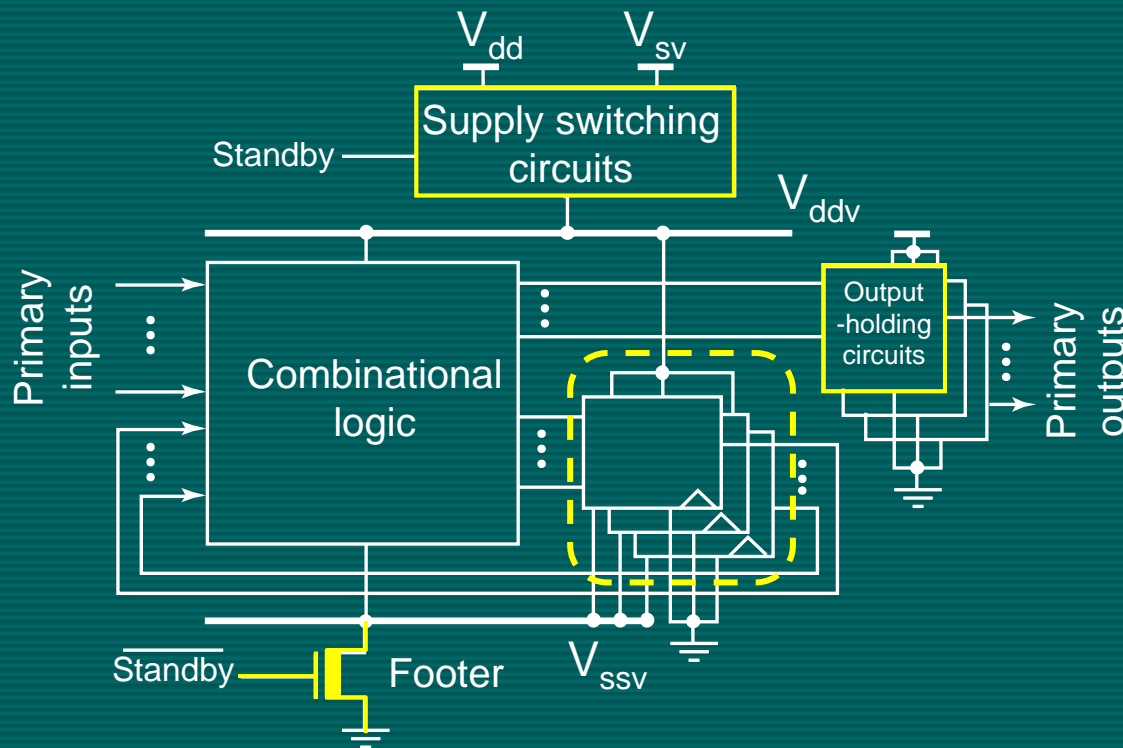 Vdd
Vsv
Supply switching
circuits
Standby
Vddv
Primary
inputs
Combinational
logic
Output
-holding
circuits
Primary
outputs
Standby
Footer
Vssv